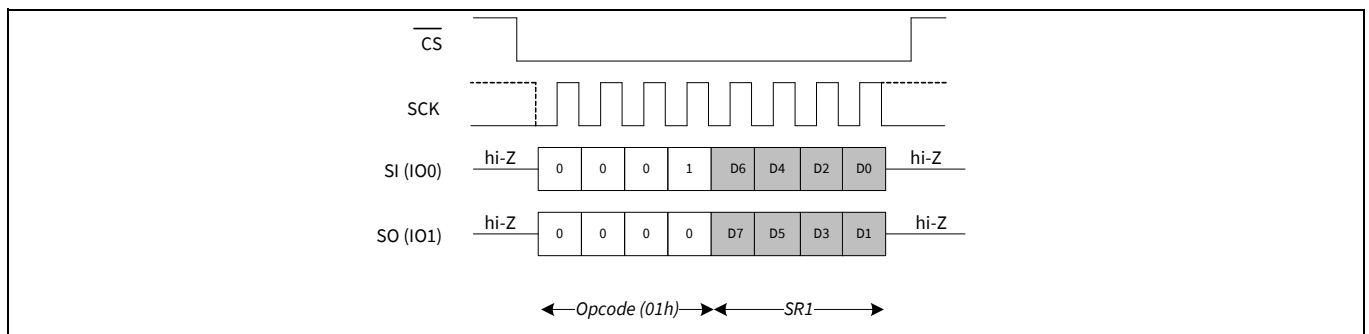 CS
SCK
SI (IO0) hi-Z 0 0 0 1 D6 D4 D2 D0 hi-Z
SO (IO1) hi-Z 0 0 0 0 D7 D5 D3 D1 hi-Z
Opcode (01h) SR1